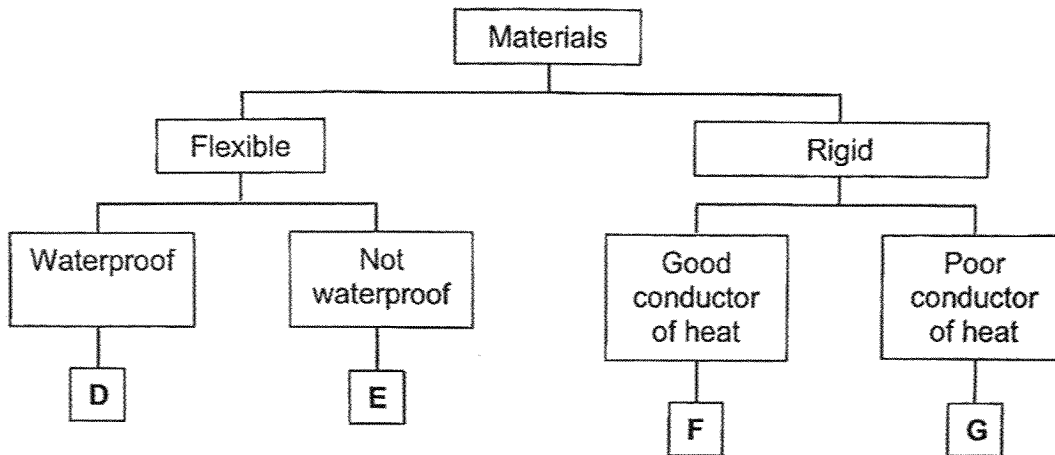 Materials
Flexible
Rigid
Waterproof
Not
waterproof
Good
conductor
of heat
Poor
conductor
of heat
D
E
F
G